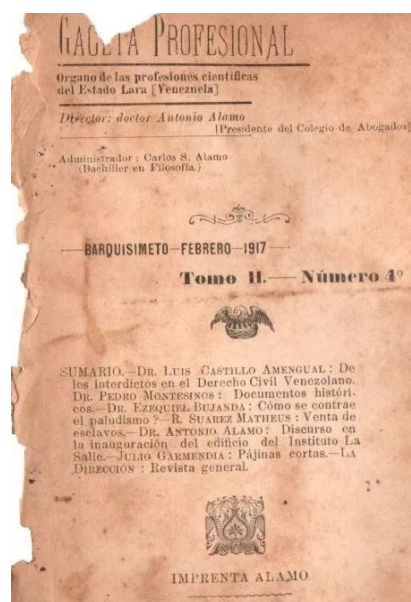 GACETA PROFESIONAL
Organo de las profesiones científicas
del Estado Lara [Venezuela]
Director: doctor Antonio Alamo
[Presidente del Colegio de Abogados]
Administrador: Carlos S. Alamo
(Bachiller en Filosofía.)
BARQUISIMETO—FEBRERO—1917
Tomo II.—Número 4º
SUMARIO.—DR. LUIS CASTILLO AMENGUAL: De
los interdictos en el Derecho Civil Venezolano.
DR. PEDRO MONTESINOS: Documentos históri-
cos.—DR. EZEQUIEL BUJANDA: Cómo se contrae
el paludismo?—R. SUAREZ MATHEUS: Venta de
esclavos.—DR. ANTONIO ALAMO: Discurso en
la inauguración del edificio del Instituto La
Salle.—JULIO GARMENDIA: Pájinas cortas.—LA
DIRECCIÓN: Revista general.
IMPRENTA ALAMO